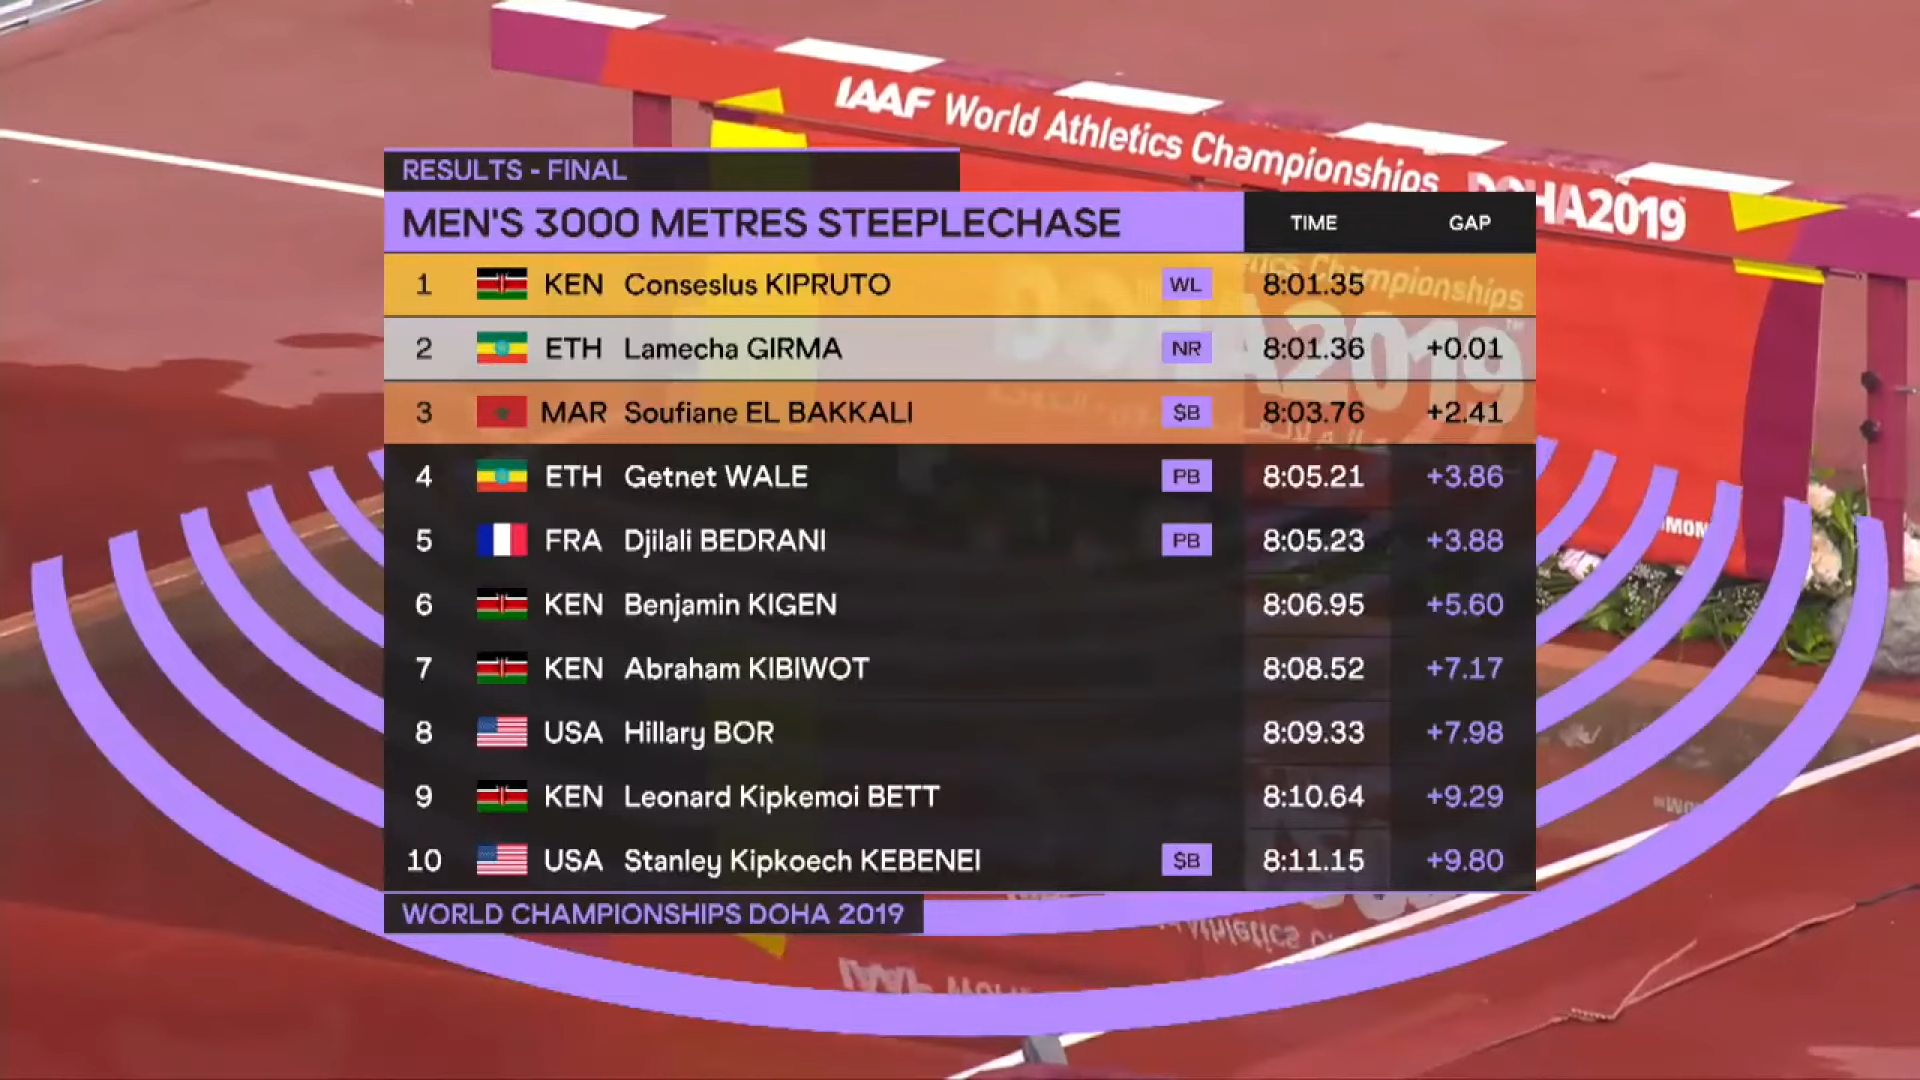 IAAF World Athletics Championships DOHA2019
RESULTS - FINAL
MEN'S 3000 METRES STEEPLECHASE TIME GAP
1 KEN Conseslus KIPRUTO WL 8:01.35
2 ETH Lamecha GIRMA NR 8:01.36 +0.01
3 MAR Soufiane EL BAKKALI $B 8:03.76 +2.41
4 ETH Getnet WALE PB 8:05.21 +3.86
5 FRA Djilali BEDRANI PB 8:05.23 +3.88
6 KEN Benjamin KIGEN 8:06.95 +5.60
7 KEN Abraham KIBIWOT 8:08.52 +7.17
8 USA Hillary BOR 8:09.33 +7.98
9 KEN Leonard Kipkemoi BETT 8:10.64 +9.29
10 USA Stanley Kipkoech KEBENEI $B 8:11.15 +9.80
WORLD CHAMPIONSHIPS DOHA 2019